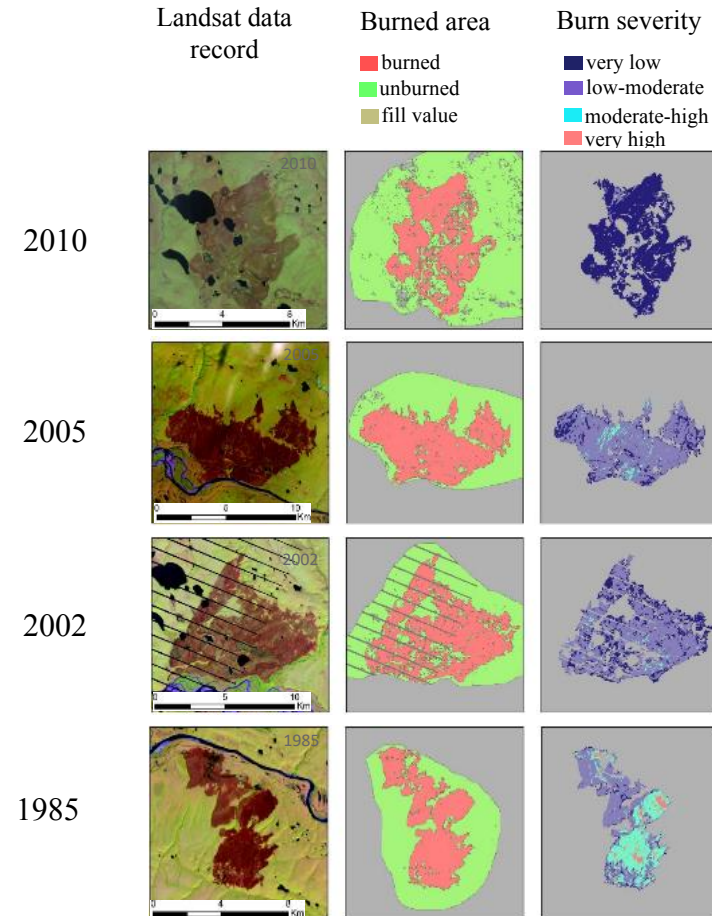 Landsat data
record
Burned area
burned
unburned
fill value
Burn severity
very low
low-moderate
moderate-high
very high
2010
2010
0 4 8
Km
2005
0 6 10
Km
2002
2002
0 5 10
Km
1985
1985
0 4 8
Km